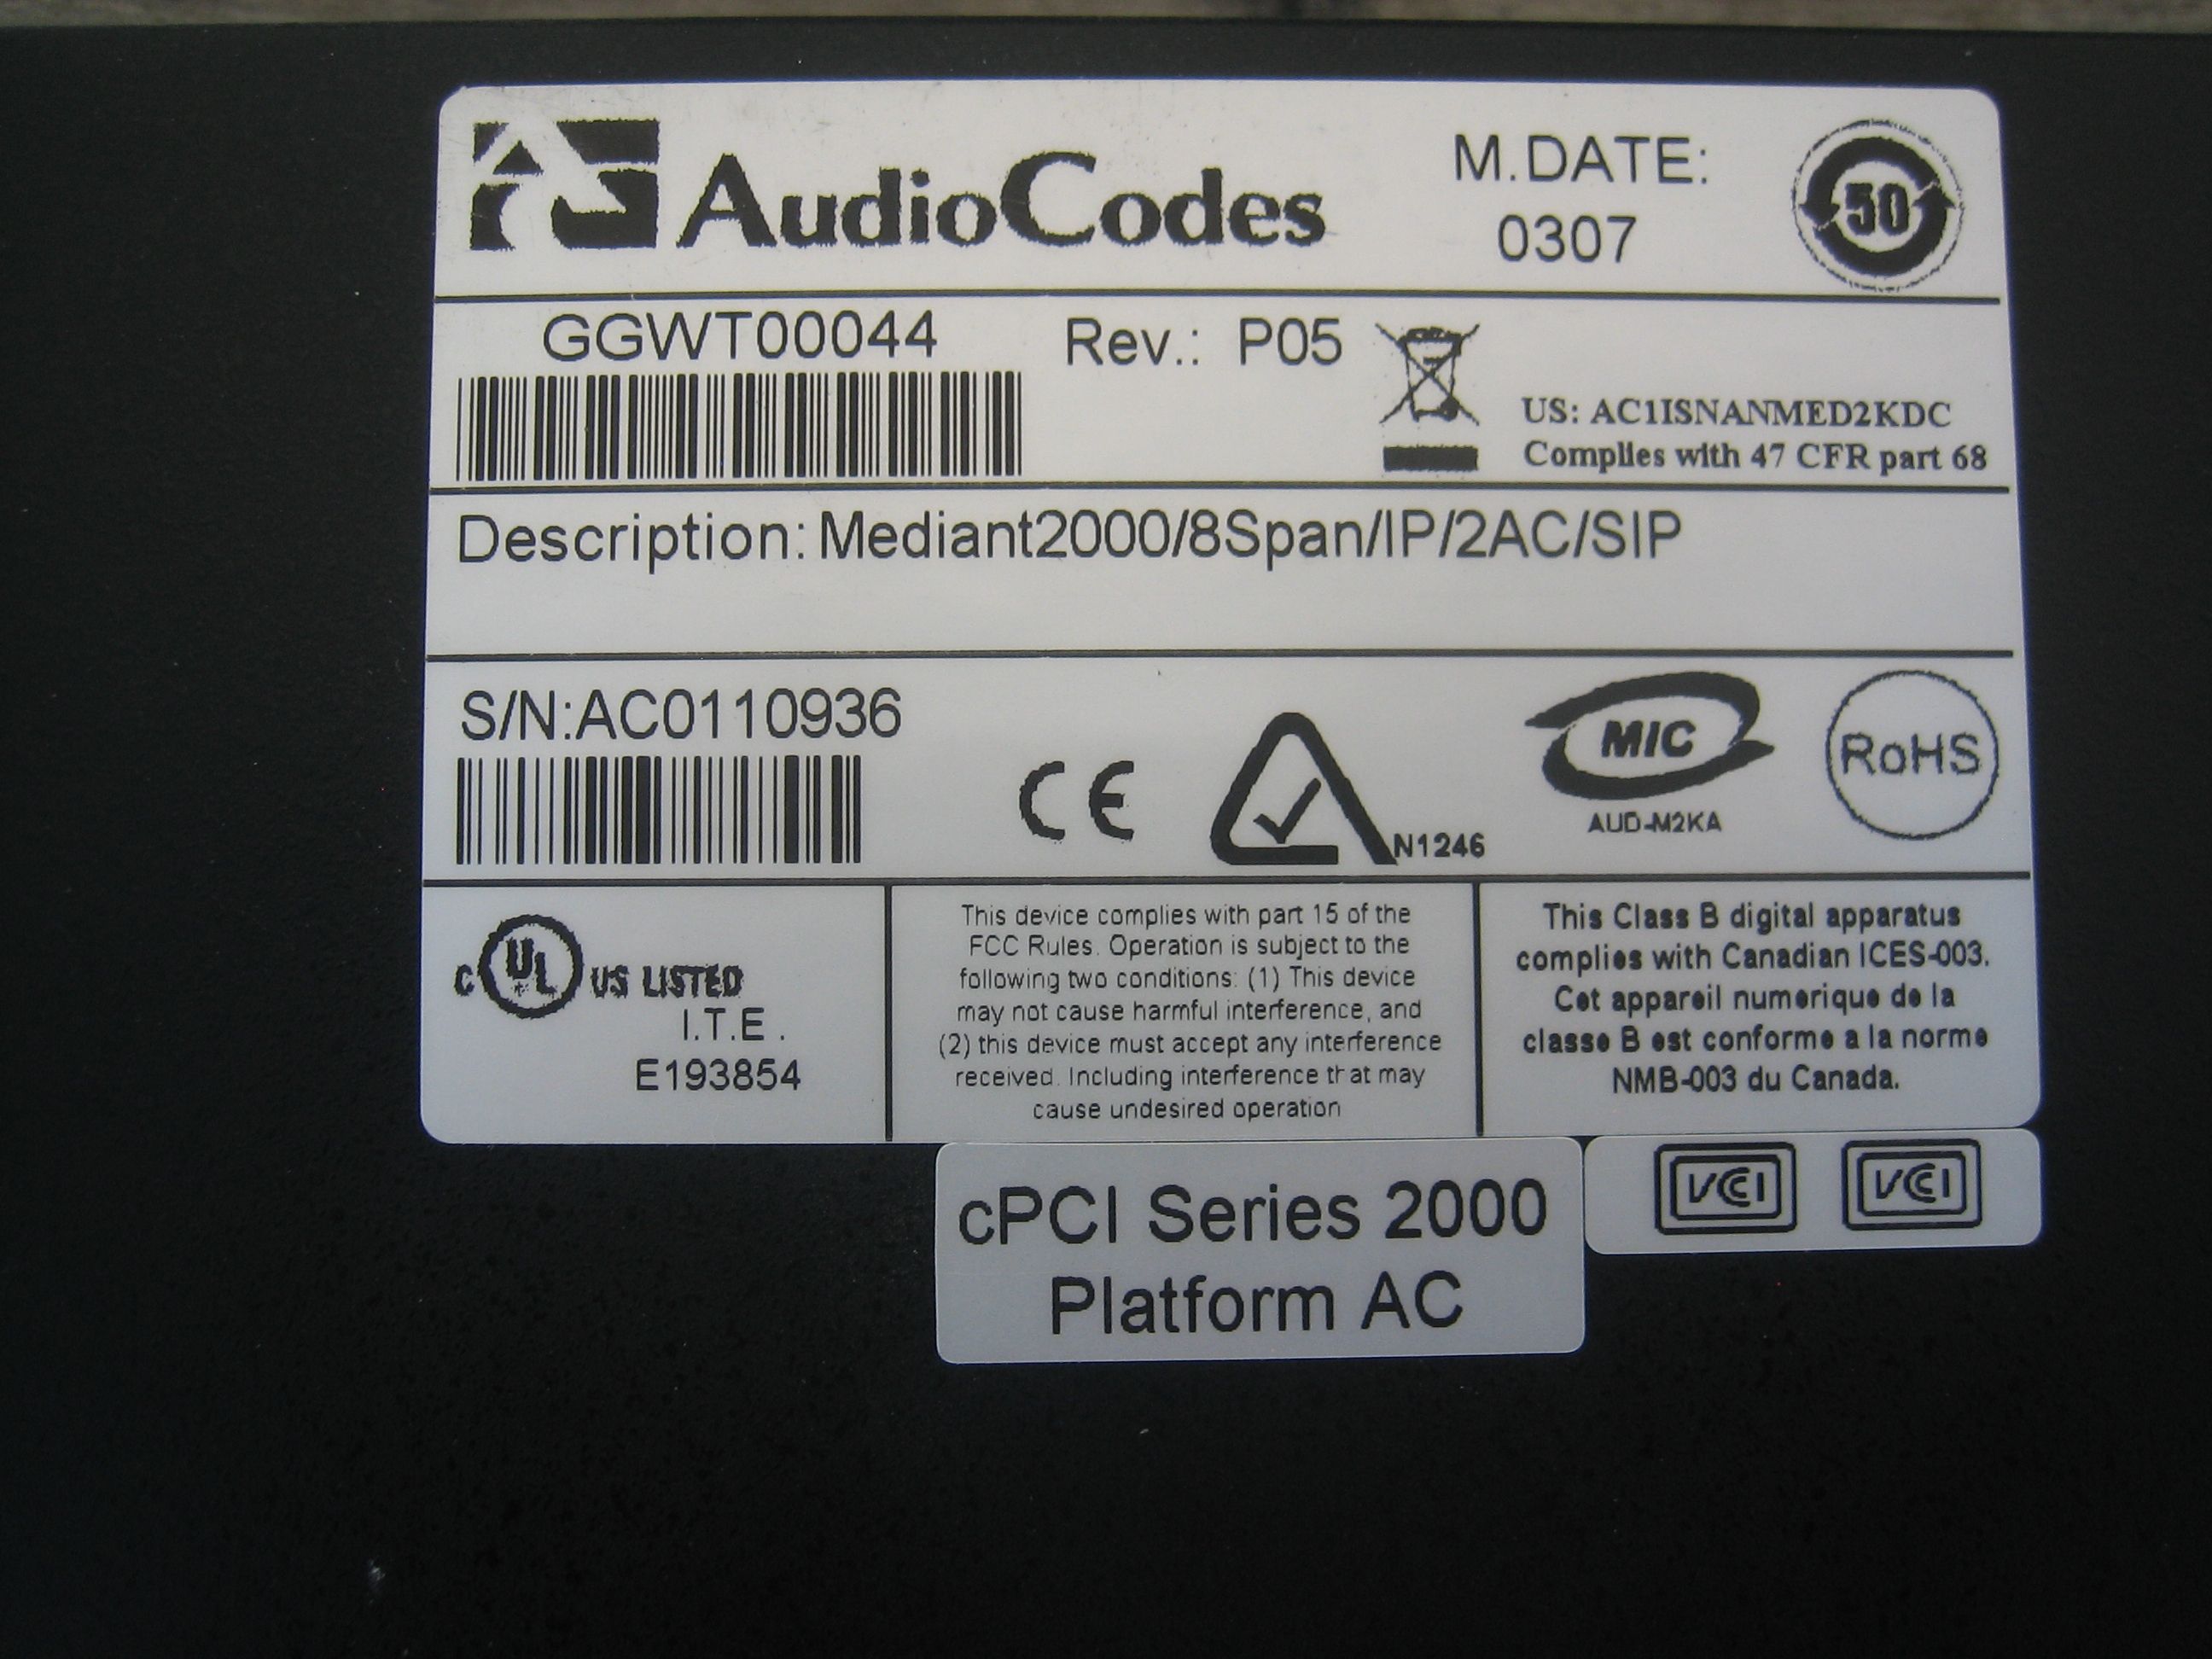 AudioCodes
M.DATE:
0307
50
GGWT00044
Rev.: P05
US: AC1ISNANMED2KDC
Complies with 47 CFR part 68
Description: Mediant2000/8Span/IP/2AC/SIP
S/N:AC0110936
CE
N1246
MIC
AUD-M2KA
RoHS
c UL US LISTED
I.T.E.
E193854
This device complies with part 15 of the
FCC Rules. Operation is subject to the
following two conditions: (1) This device
may not cause harmful interference, and
(2) this device must accept any interference
received. Including interference that may
cause undesired operation
This Class B digital apparatus
complies with Canadian ICES-003.
Cet appareil numerique de la
classe B est conforme a la norme
NMB-003 du Canada.
cPCI Series 2000
Platform AC
VCCI
VCCI